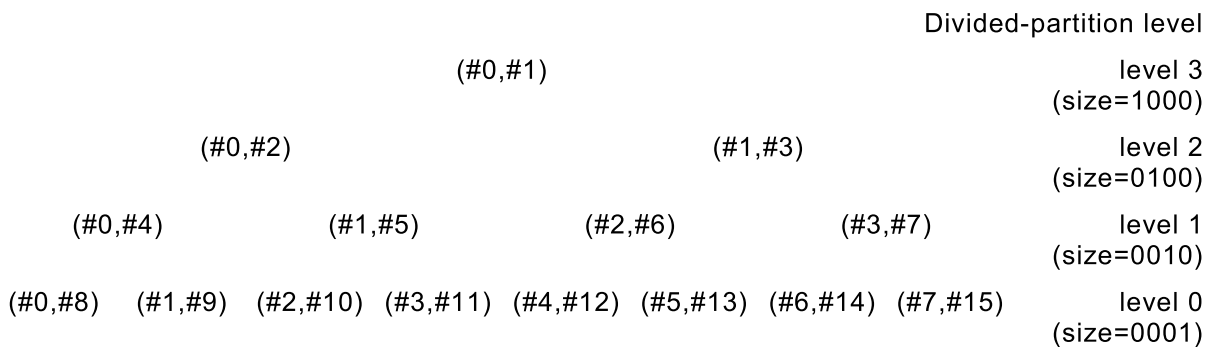 Divided-partition level
(#0,#1) level 3
(size=1000)
(#0,#2) (#1,#3) level 2
(size=0100)
(#0,#4) (#1,#5) (#2,#6) (#3,#7) level 1
(size=0010)
(#0,#8) (#1,#9) (#2,#10) (#3,#11) (#4,#12) (#5,#13) (#6,#14) (#7,#15) level 0
(size=0001)